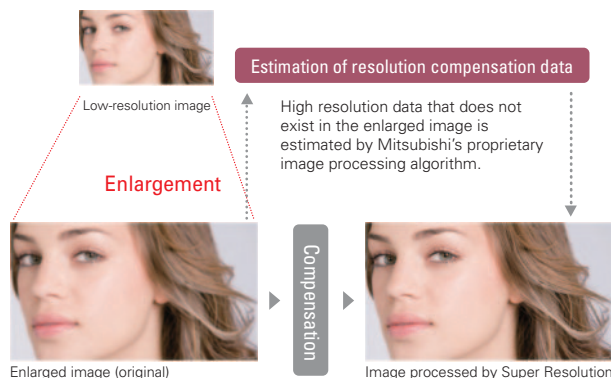 Estimation of resolution compensation data
Low-resolution image
High resolution data that does not
exist in the enlarged image is
estimated by Mitsubishi's proprietary
image processing algorithm.
Enlargement
Compensation
Enlarged image (original)
Image processed by Super Resolution